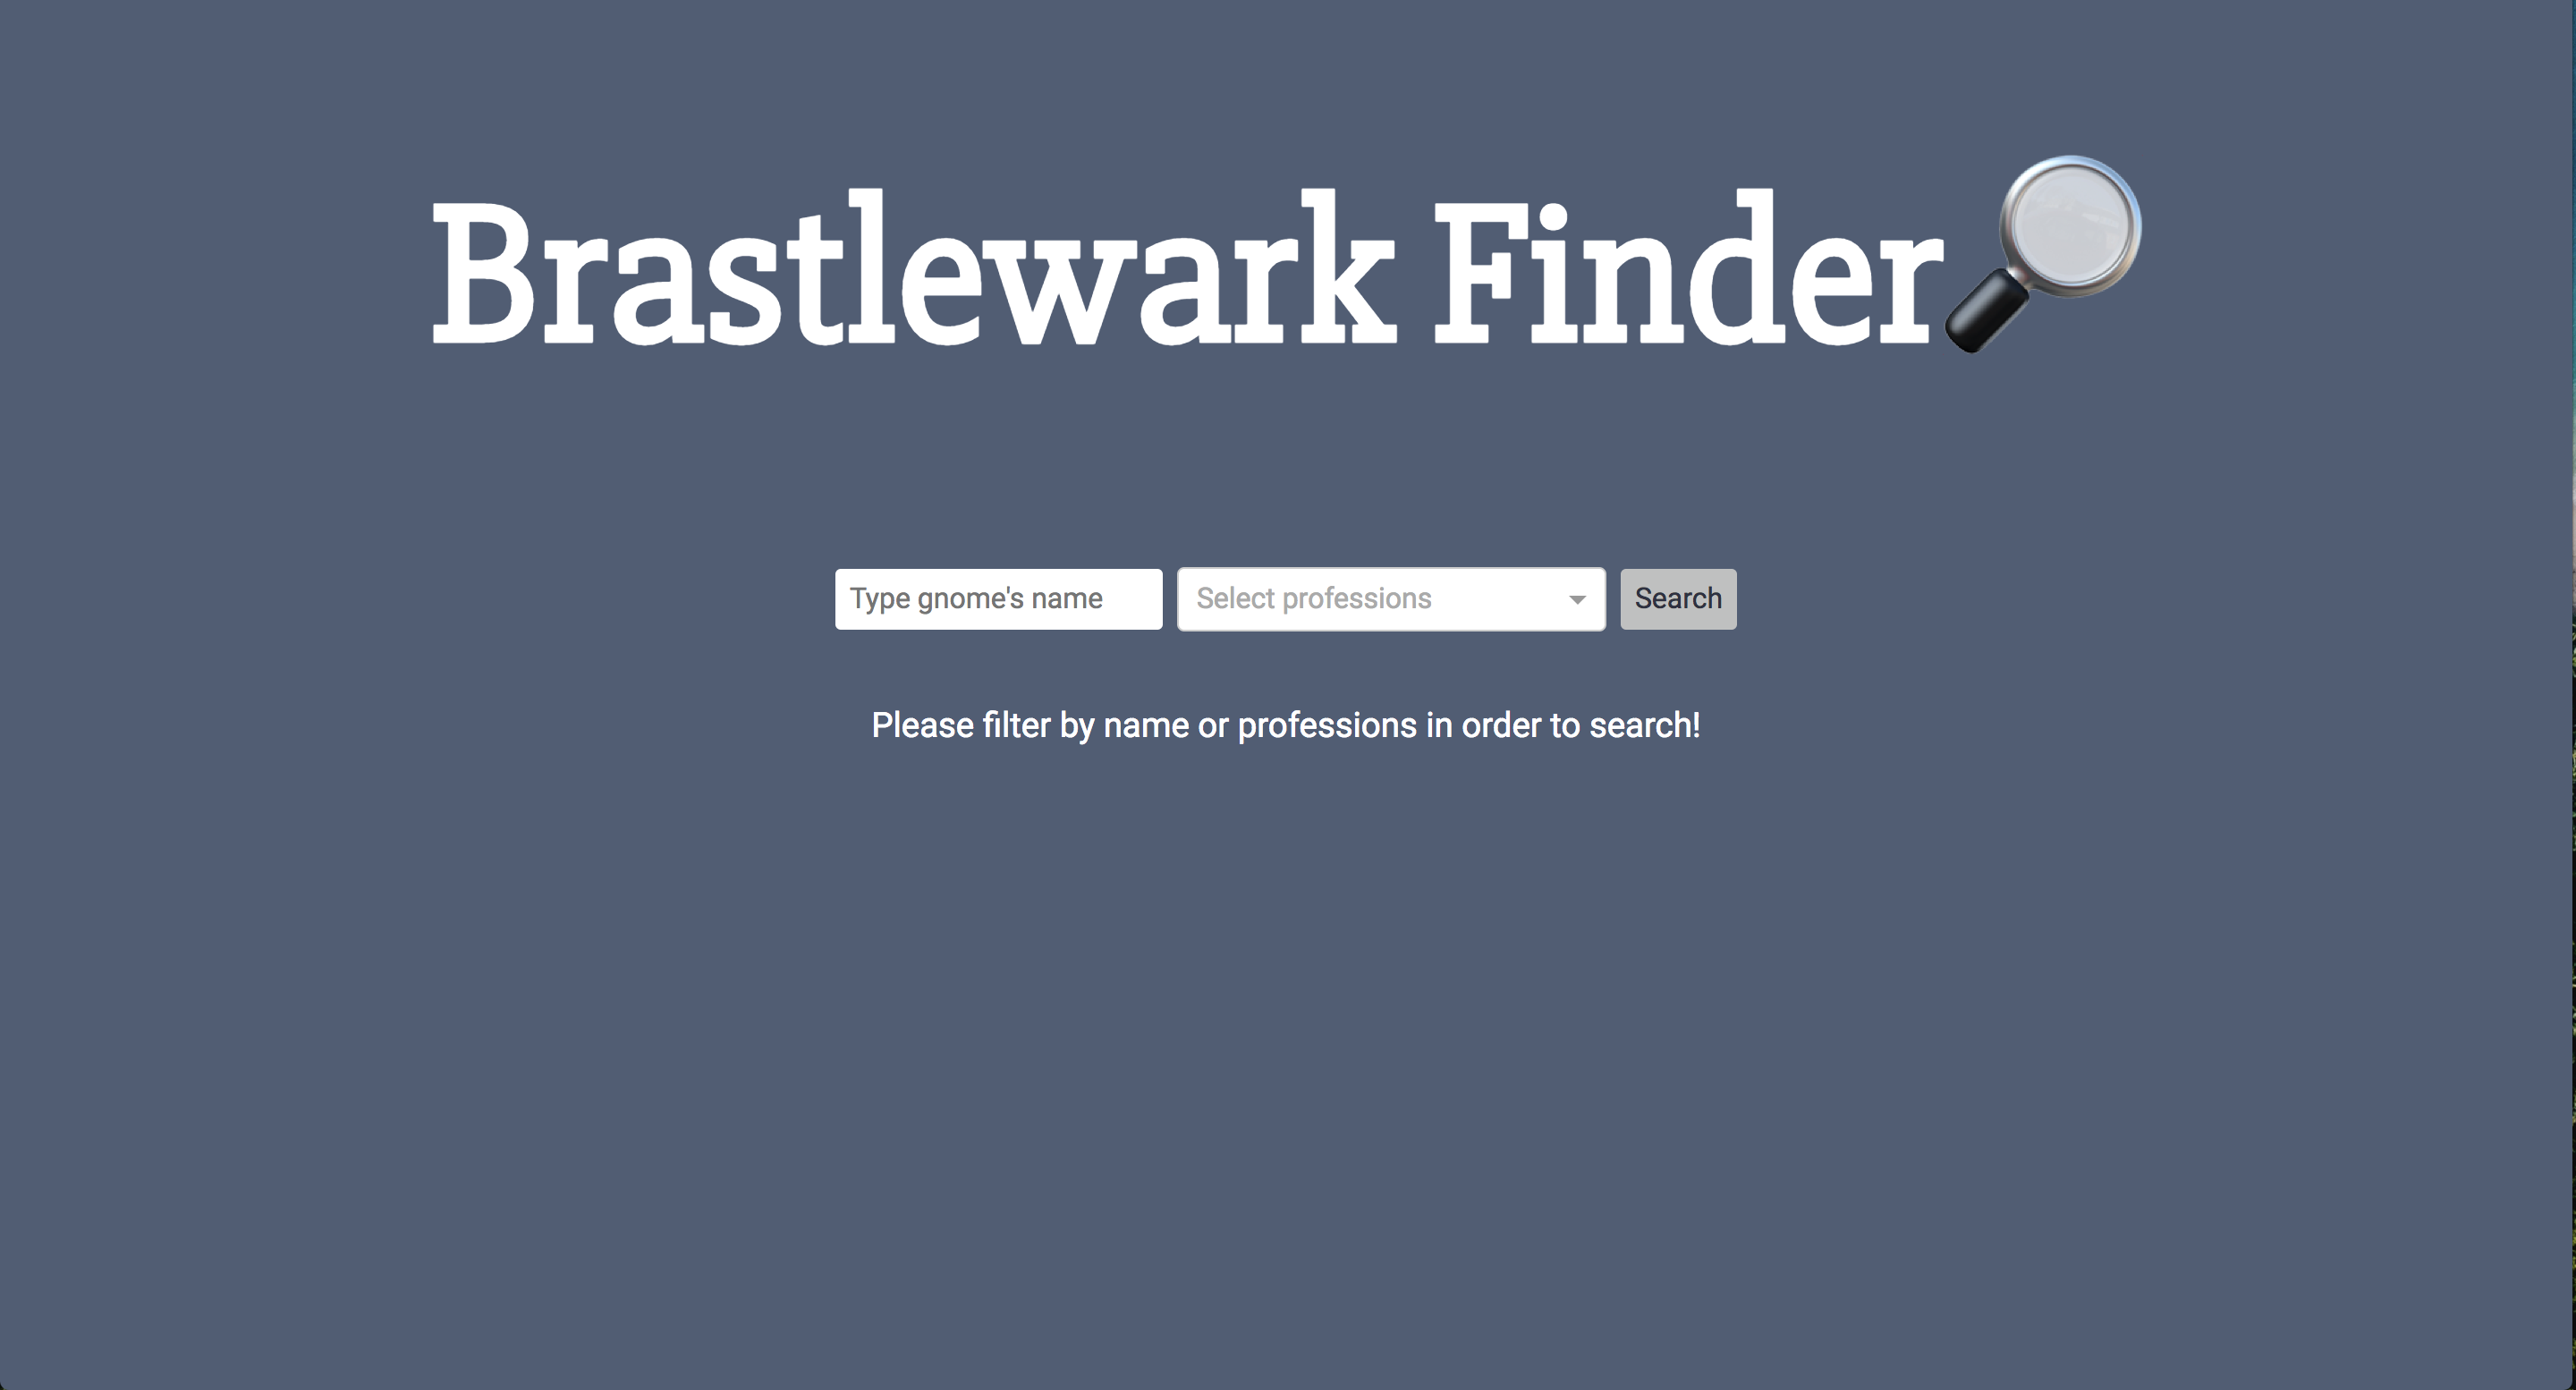 Brastlewark Finder
Type gnome's name
Select professions
Search
Please filter by name or professions in order to search!